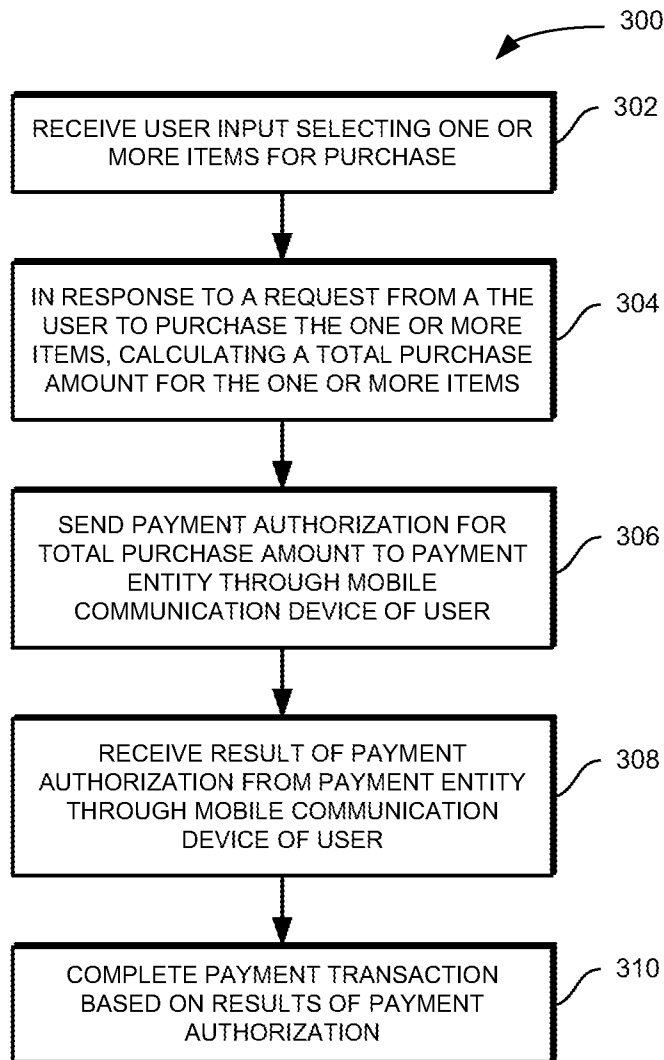 300
RECEIVE USER INPUT SELECTING ONE OR
MORE ITEMS FOR PURCHASE
302
IN RESPONSE TO A REQUEST FROM A THE
USER TO PURCHASE THE ONE OR MORE
ITEMS, CALCULATING A TOTAL PURCHASE
AMOUNT FOR THE ONE OR MORE ITEMS
304
SEND PAYMENT AUTHORIZATION FOR
TOTAL PURCHASE AMOUNT TO PAYMENT
ENTITY THROUGH MOBILE
COMMUNICATION DEVICE OF USER
306
RECEIVE RESULT OF PAYMENT
AUTHORIZATION FROM PAYMENT ENTITY
THROUGH MOBILE COMMUNICATION
DEVICE OF USER
308
COMPLETE PAYMENT TRANSACTION
BASED ON RESULTS OF PAYMENT
AUTHORIZATION
310